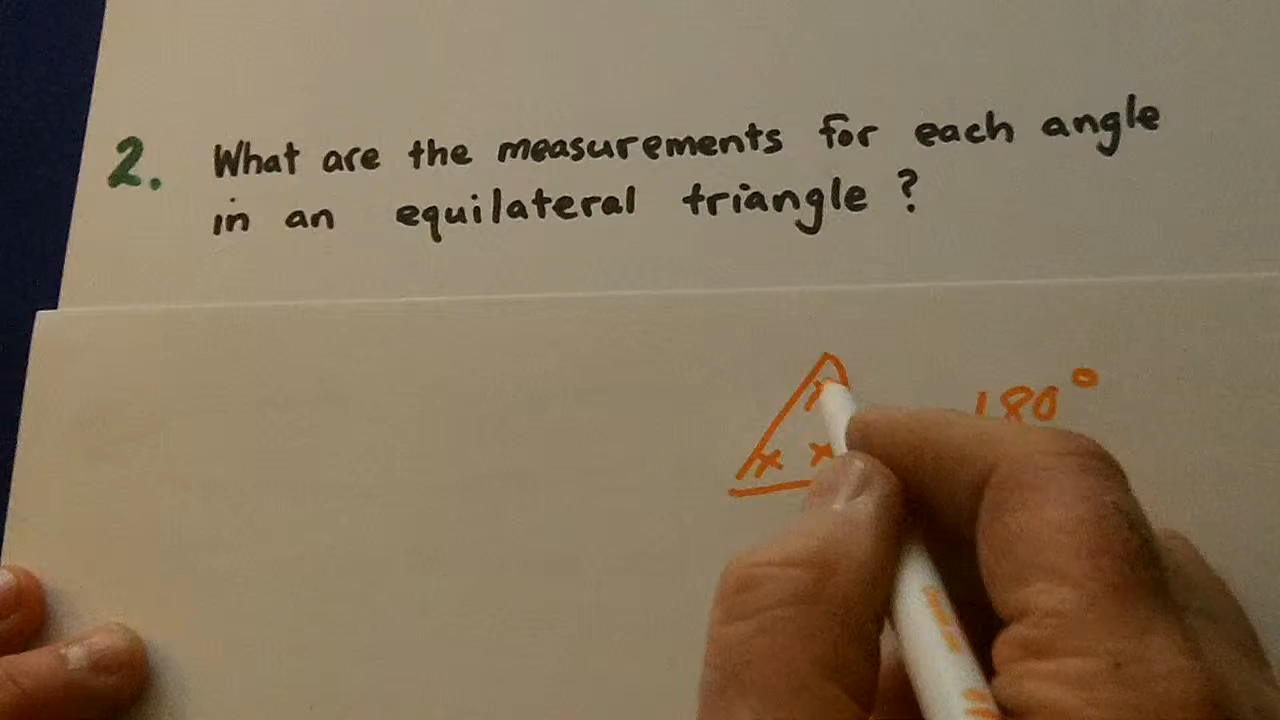 2. What are the measurements for each angle
in an equilateral triangle?
180°
x x x